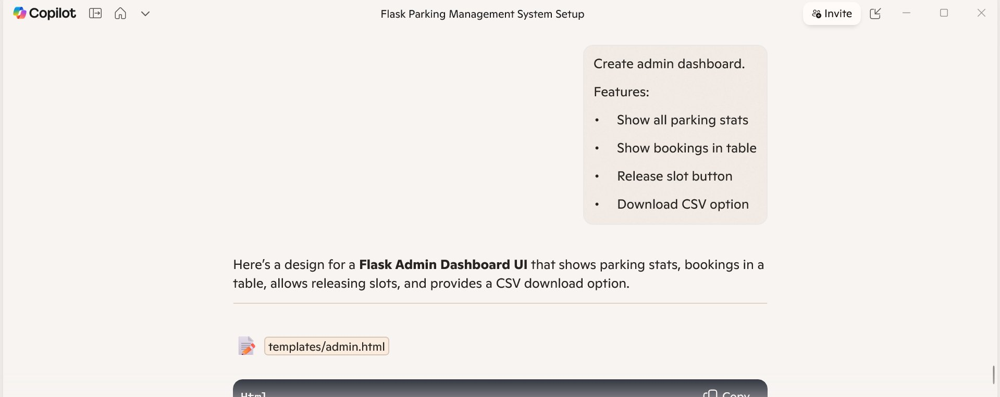 Copilot
Flask Parking Management System Setup
Invite
Create admin dashboard.
Features:
• Show all parking stats
• Show bookings in table
• Release slot button
• Download CSV option
Here’s a design for a Flask Admin Dashboard UI that shows parking stats, bookings in a
table, allows releasing slots, and provides a CSV download option.
templates/admin.html
Html
Copy